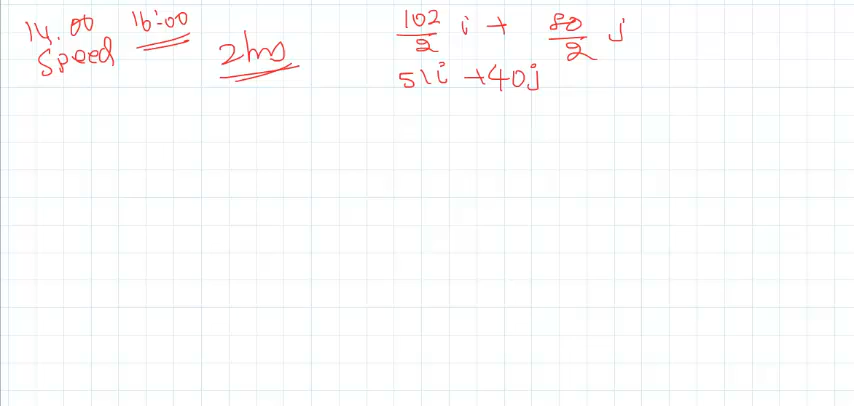 14.00 16:00
Speed 2hrs
102/2 i + 80/2 j
51i + 40j